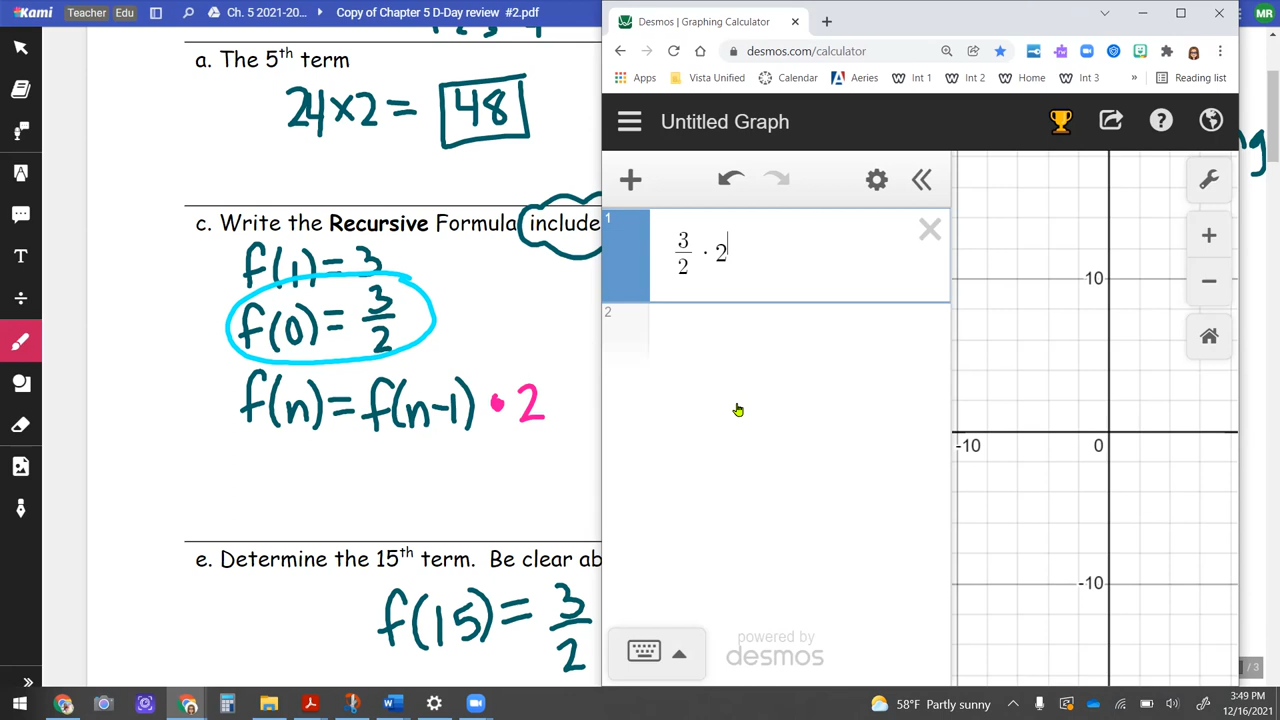 Kami
Ch. 5 2021-20
Copy of Chapter 5 D-Day review #2.pdf
MR
Teacher Edu
a. The 5th term
24×2 = 48
c. Write the Recursive Formula include
f(1) = 3
f(0) = 3/2
f(n) = f(n-1) • 2
e. Determine the 15th term. Be clear ab
f(15) = 3/2
Desmos | Graphing Calculator
desmos.com/calculator
Apps
Vista Unified
Calendar
Aeries
Int 1
Int 2
Home
Int 3
»
Reading list
Untitled Graph
1
3/2 · 2
2
10
-10
0
-10
powered by
desmos
/ 3
58°F Partly sunny
3:49 PM
12/16/2021